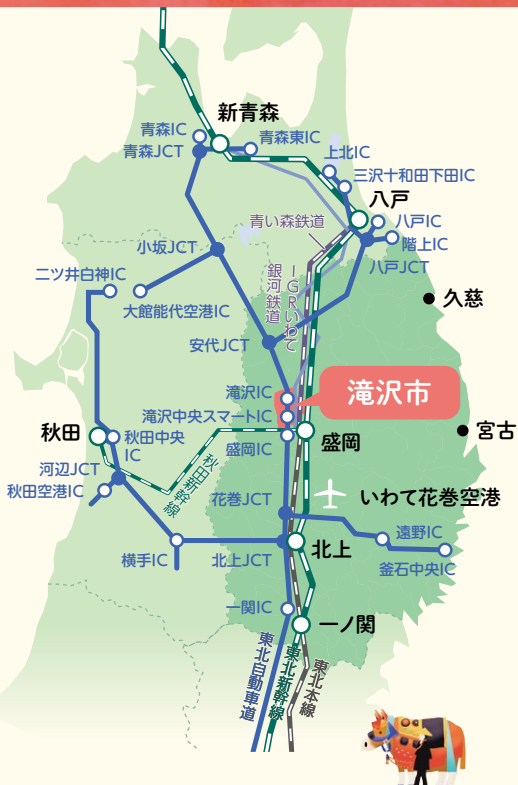 新青森
青森IC
青森JCT
青森東IC
上北IC
三沢十和田下田IC
八戸
八戸IC
階上IC
八戸JCT
青い森鉄道
小坂JCT
二ツ井白神IC
大館能代空港IC
IGRいわて
銀河鉄道
久慈
安代JCT
滝沢IC
滝沢市
滝沢中央スマートIC
秋田
秋田中央
IC
盛岡IC
盛岡
宮古
河辺JCT
秋田空港IC
秋田新幹線
花巻JCT
いわて花巻空港
遠野IC
釜石中央IC
横手IC
北上JCT
北上
一関IC
一ノ関
東北自動車道
東北新幹線
東北本線